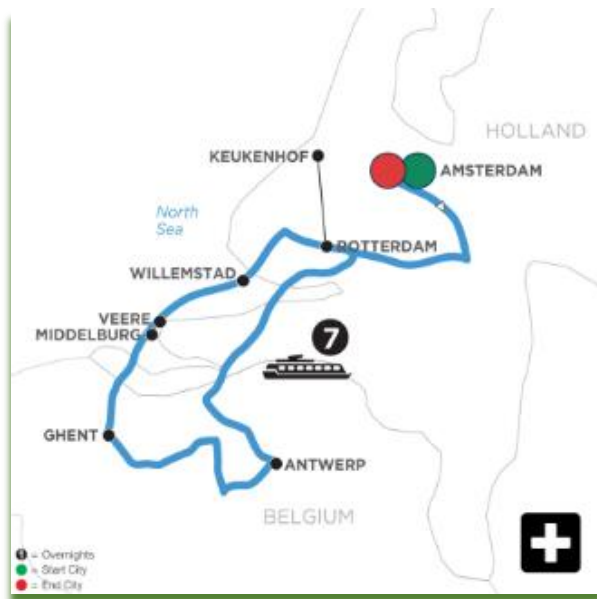 HOLLAND
KEUKENHOF
AMSTERDAM
North
Sea
ROTTERDAM
WILLEMSTAD
VEERE
MIDDELBURG
7
GHENT
ANTWERP
BELGIUM
= Overnights
= Start City
= End City